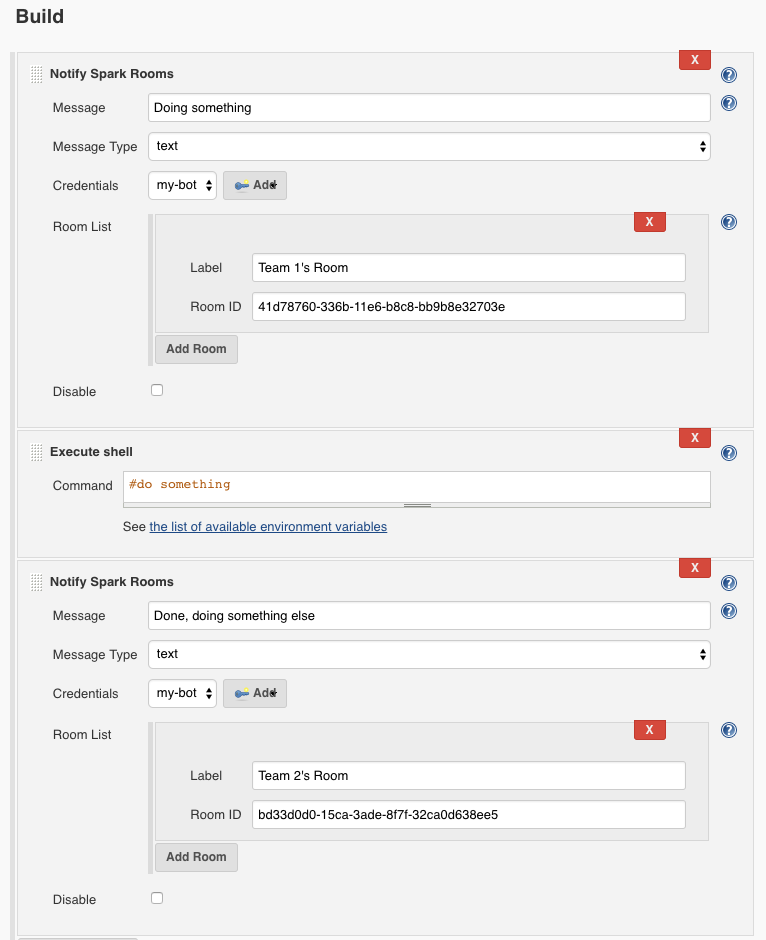 Build
X
Notify Spark Rooms
Message Doing something
Message Type text
Credentials my-bot Add
Room List
X
Label Team 1's Room
Room ID 41d78760-336b-11e6-b8c8-bb9b8e32703e
Add Room
Disable
X
Execute shell
Command #do something
See the list of available environment variables
X
Notify Spark Rooms
Message Done, doing something else
Message Type text
Credentials my-bot Add
Room List
X
Label Team 2's Room
Room ID bd33d0d0-15ca-3ade-8f7f-32ca0d638ee5
Add Room
Disable